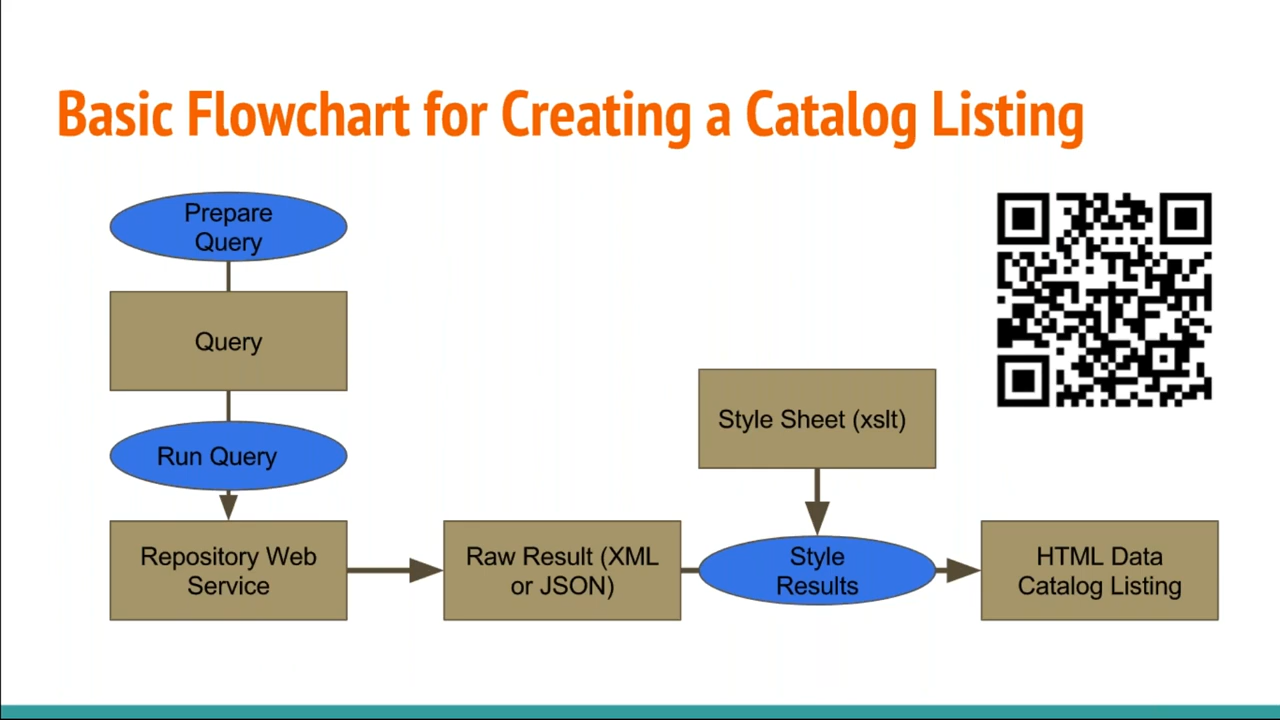 Basic Flowchart for Creating a Catalog Listing
Prepare
Query
Query
Run Query
Repository Web
Service
Raw Result (XML
or JSON)
Style Sheet (xslt)
Style
Results
HTML Data
Catalog Listing